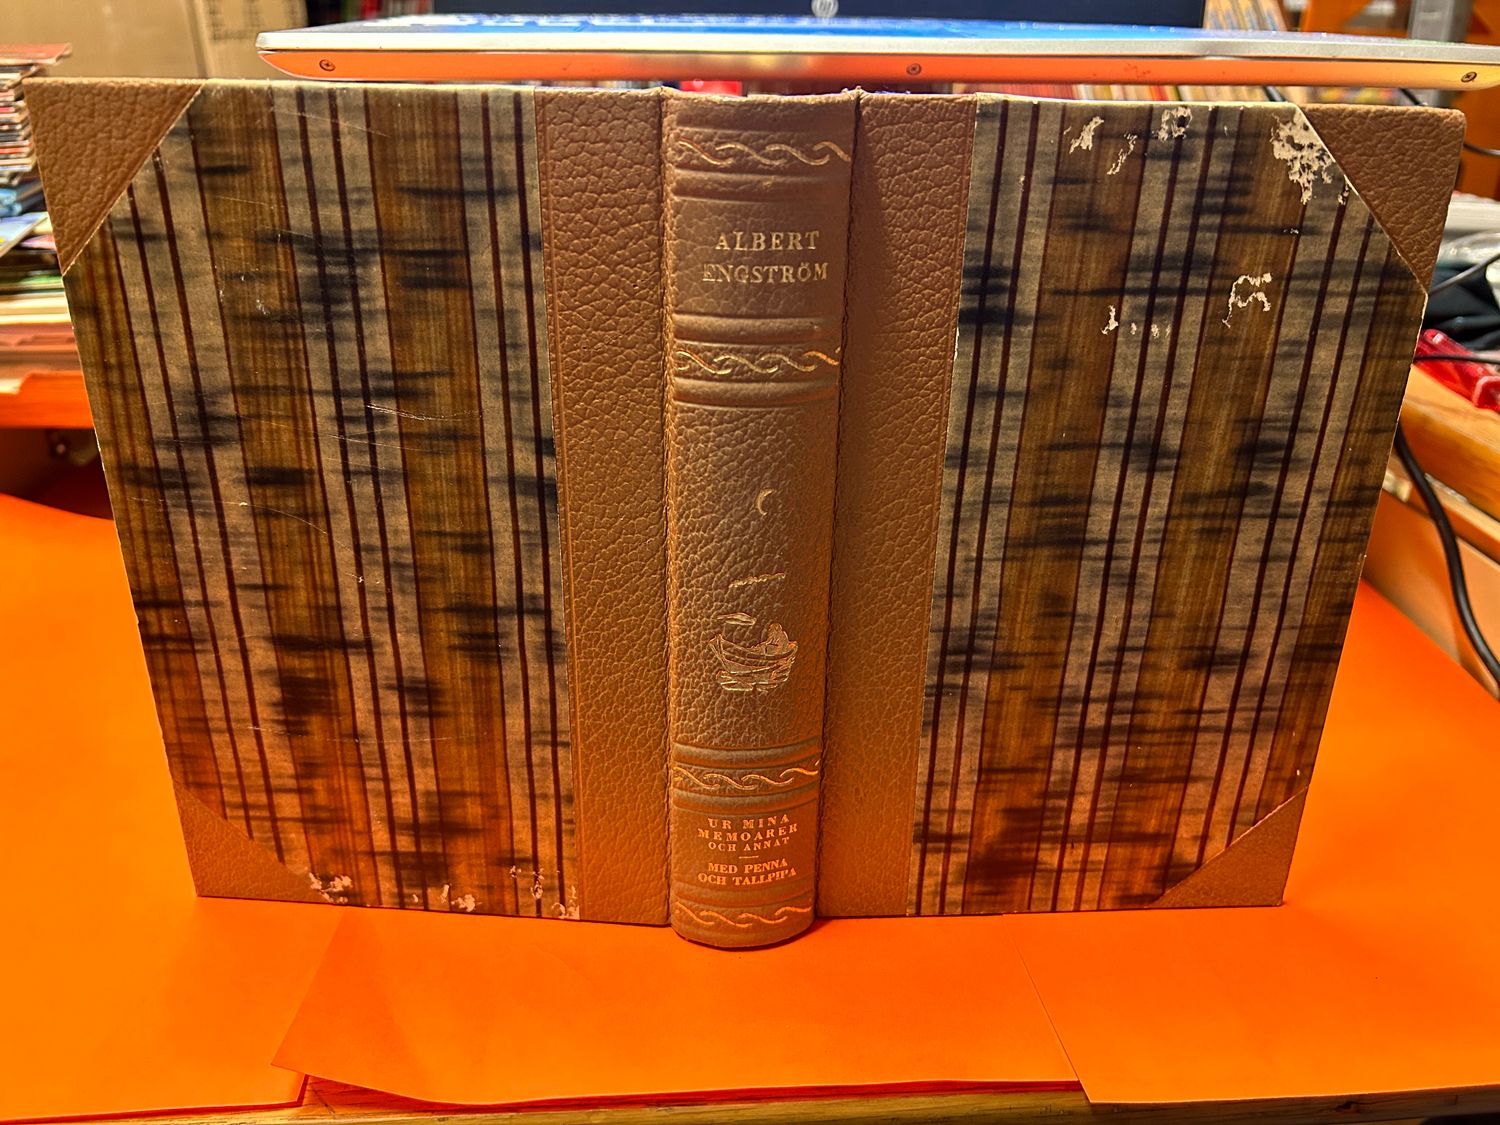 ALBERT
ENGSTRÖM
UR MINA
MEMOARER
OCH ANNAT
MED PENNA
OCH TALLPIPA